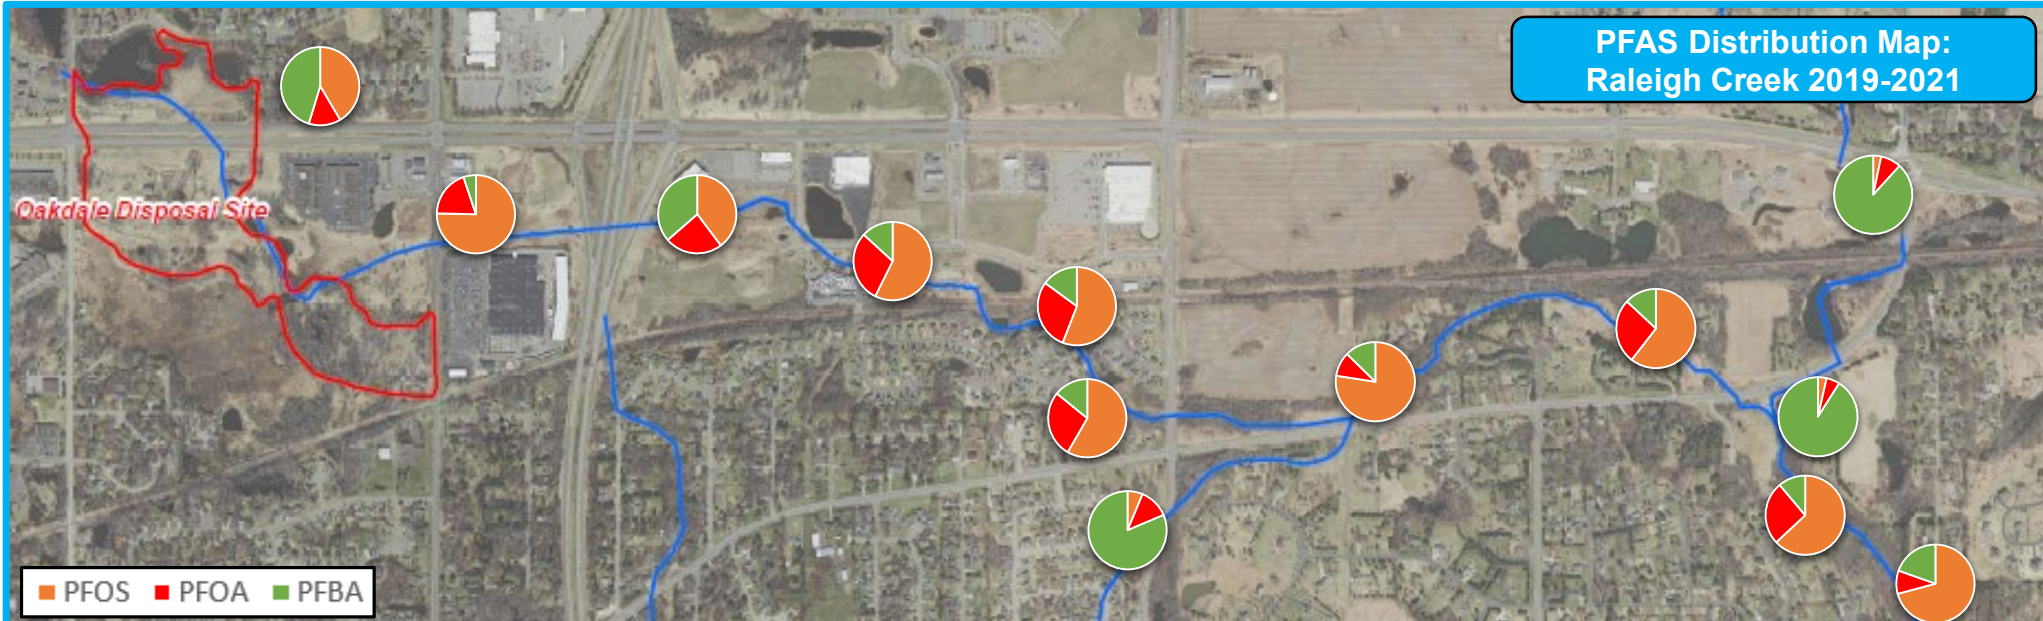 PFAS Distribution Map:
Raleigh Creek 2019-2021
Oakdale Disposal Site
PFOS PFOA PFBA